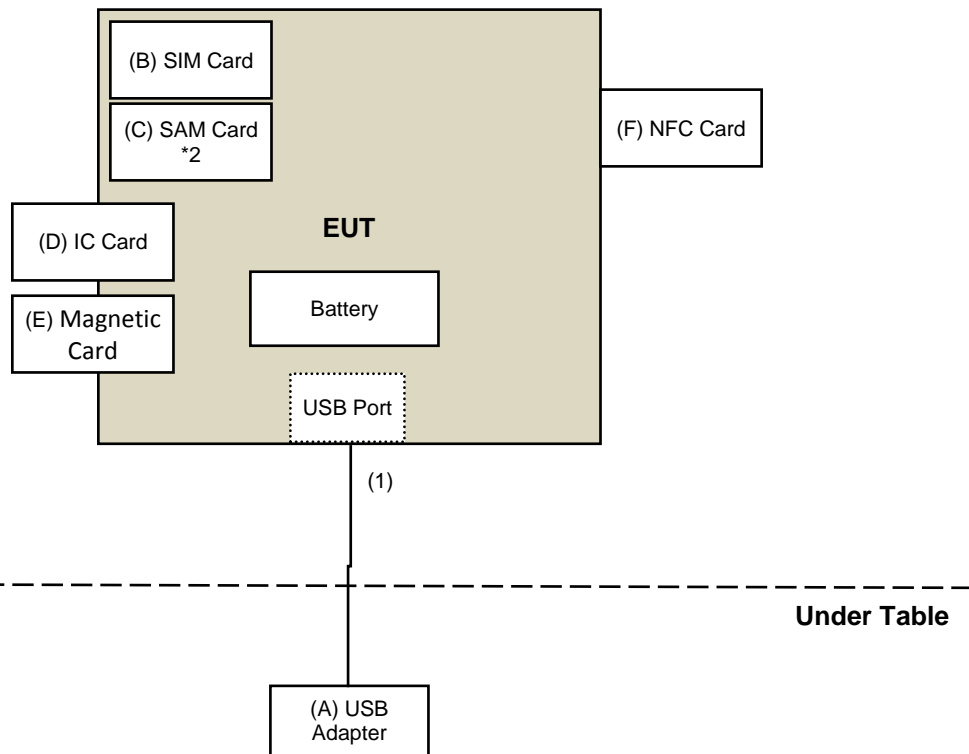 (B) SIM Card
(C) SAM Card
*2
(F) NFC Card
(D) IC Card
EUT
(E) Magnetic
Card
Battery
USB Port
(1)
Under Table
(A) USB
Adapter